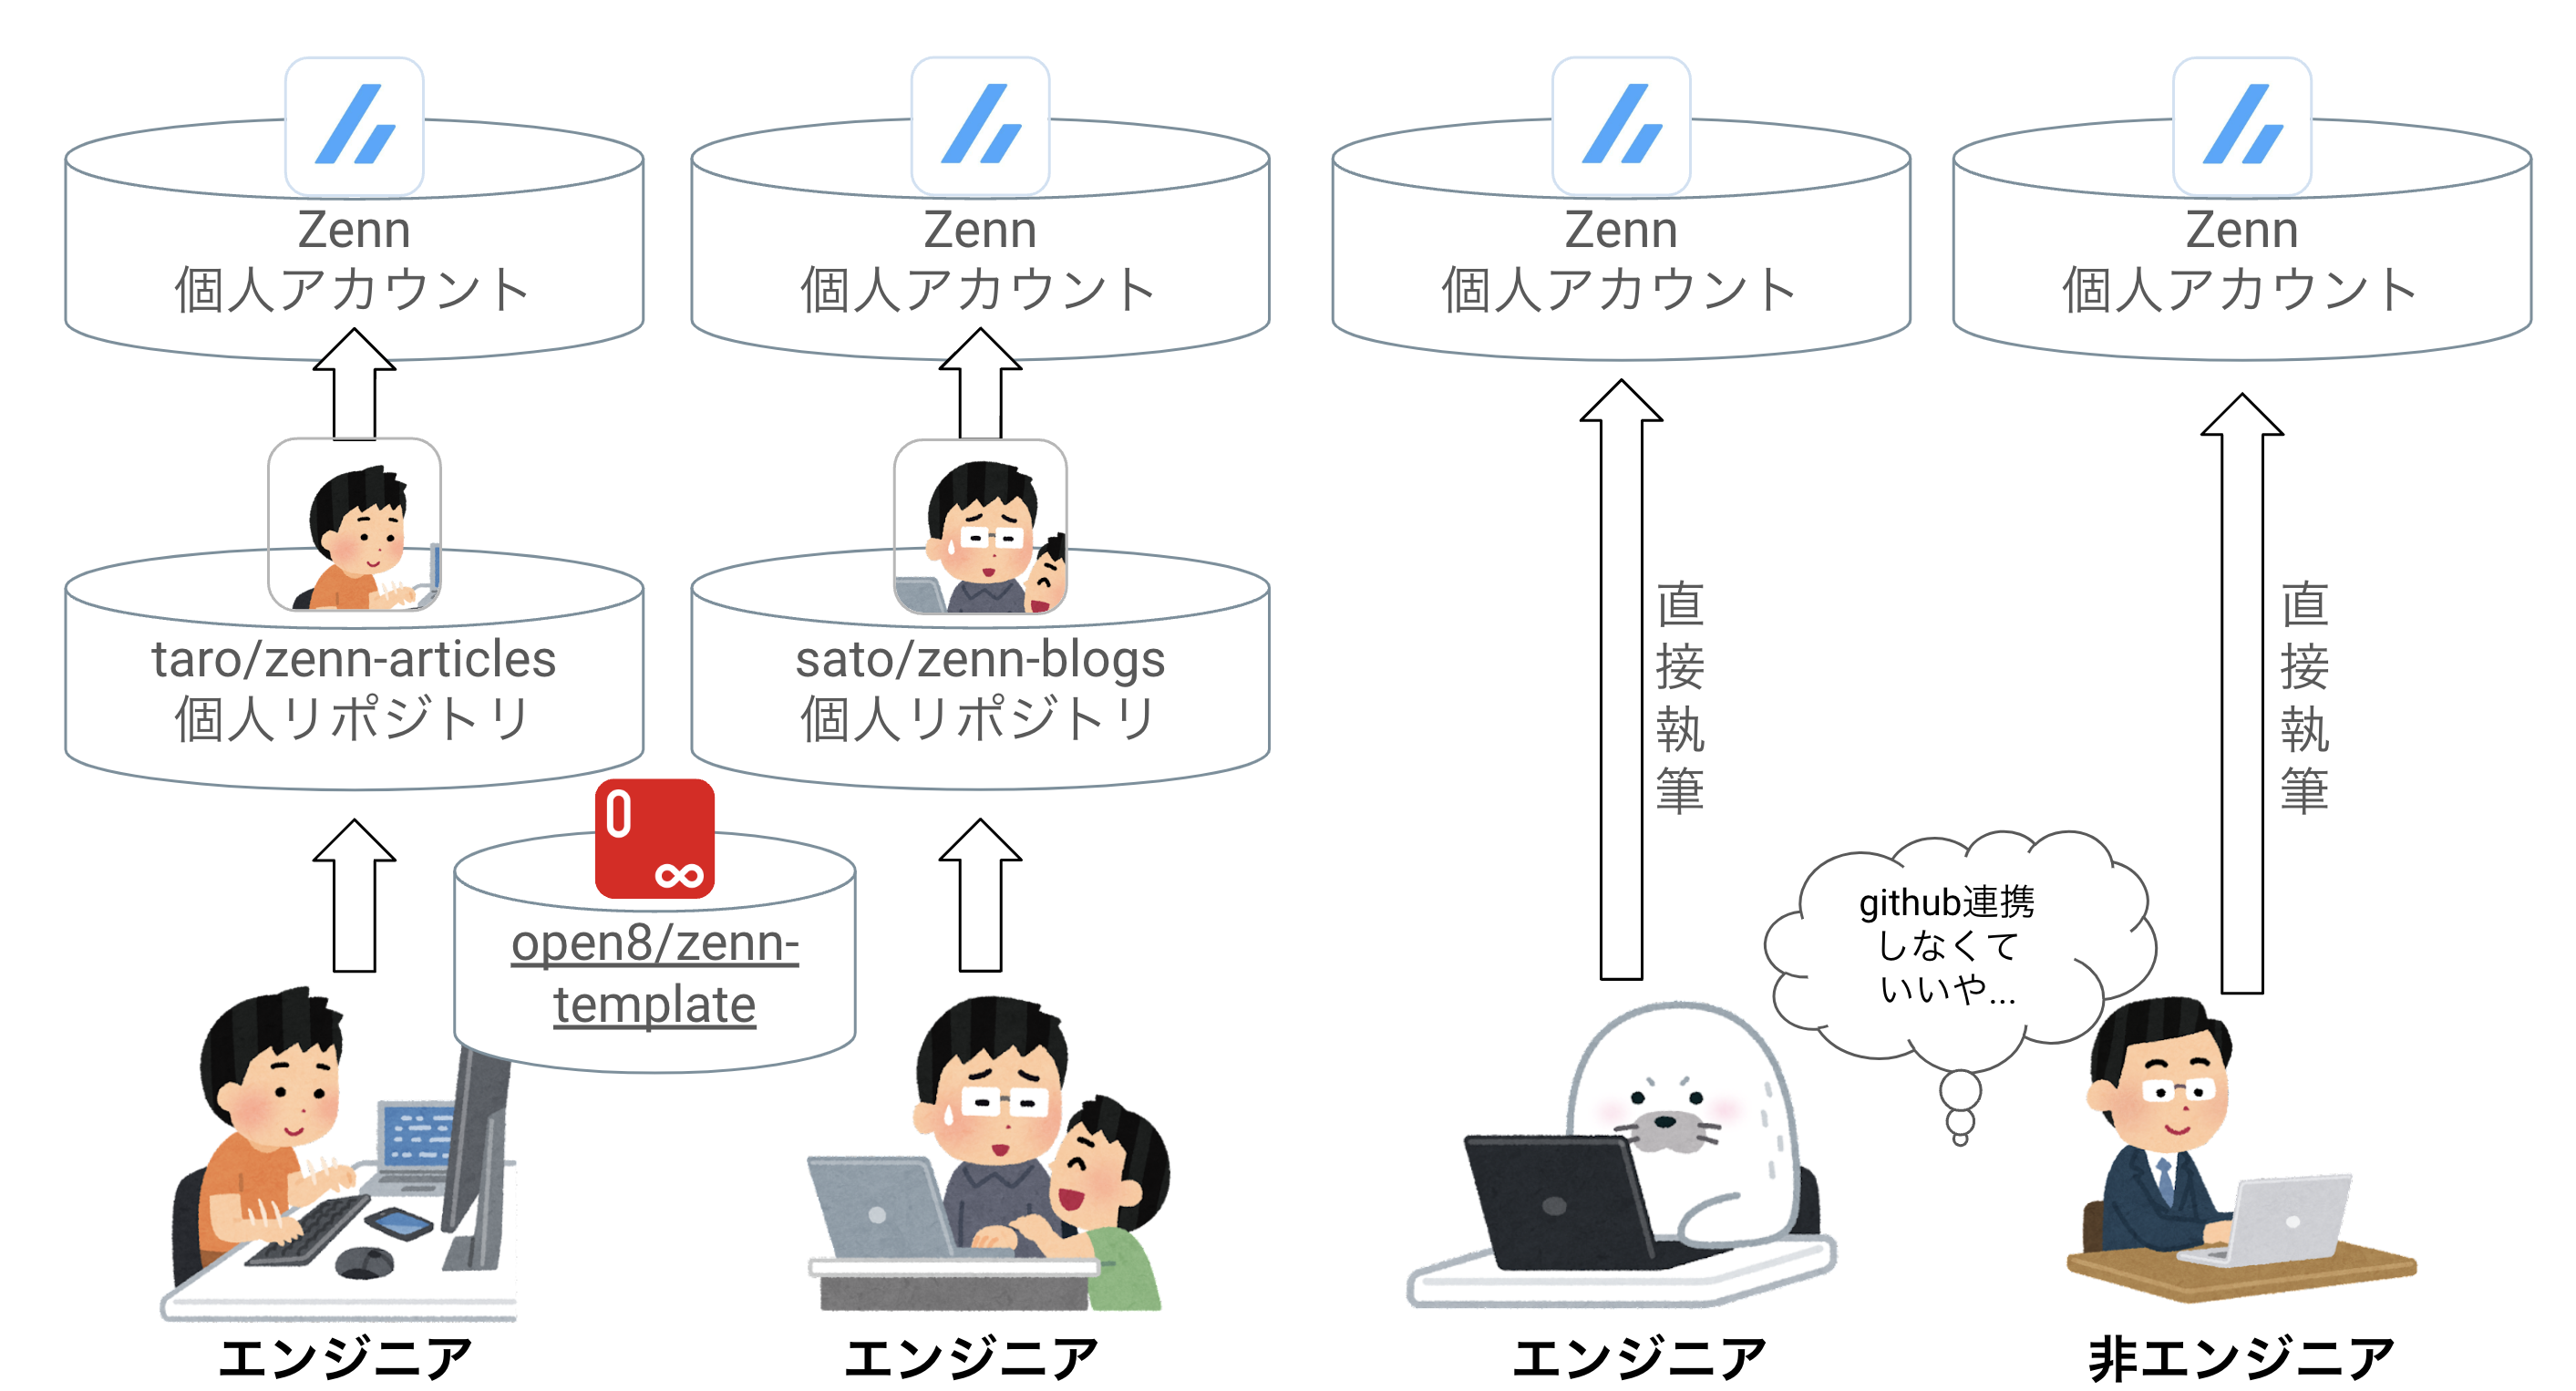 Zenn
個人アカウント
Zenn
個人アカウント
Zenn
個人アカウント
Zenn
個人アカウント
taro/zenn-articles
個人リポジトリ
sato/zenn-blogs
個人リポジトリ
直接執筆
直接執筆
open8/zenn-
template
github連携
しなくて
いいや...
エンジニア
エンジニア
エンジニア
非エンジニア